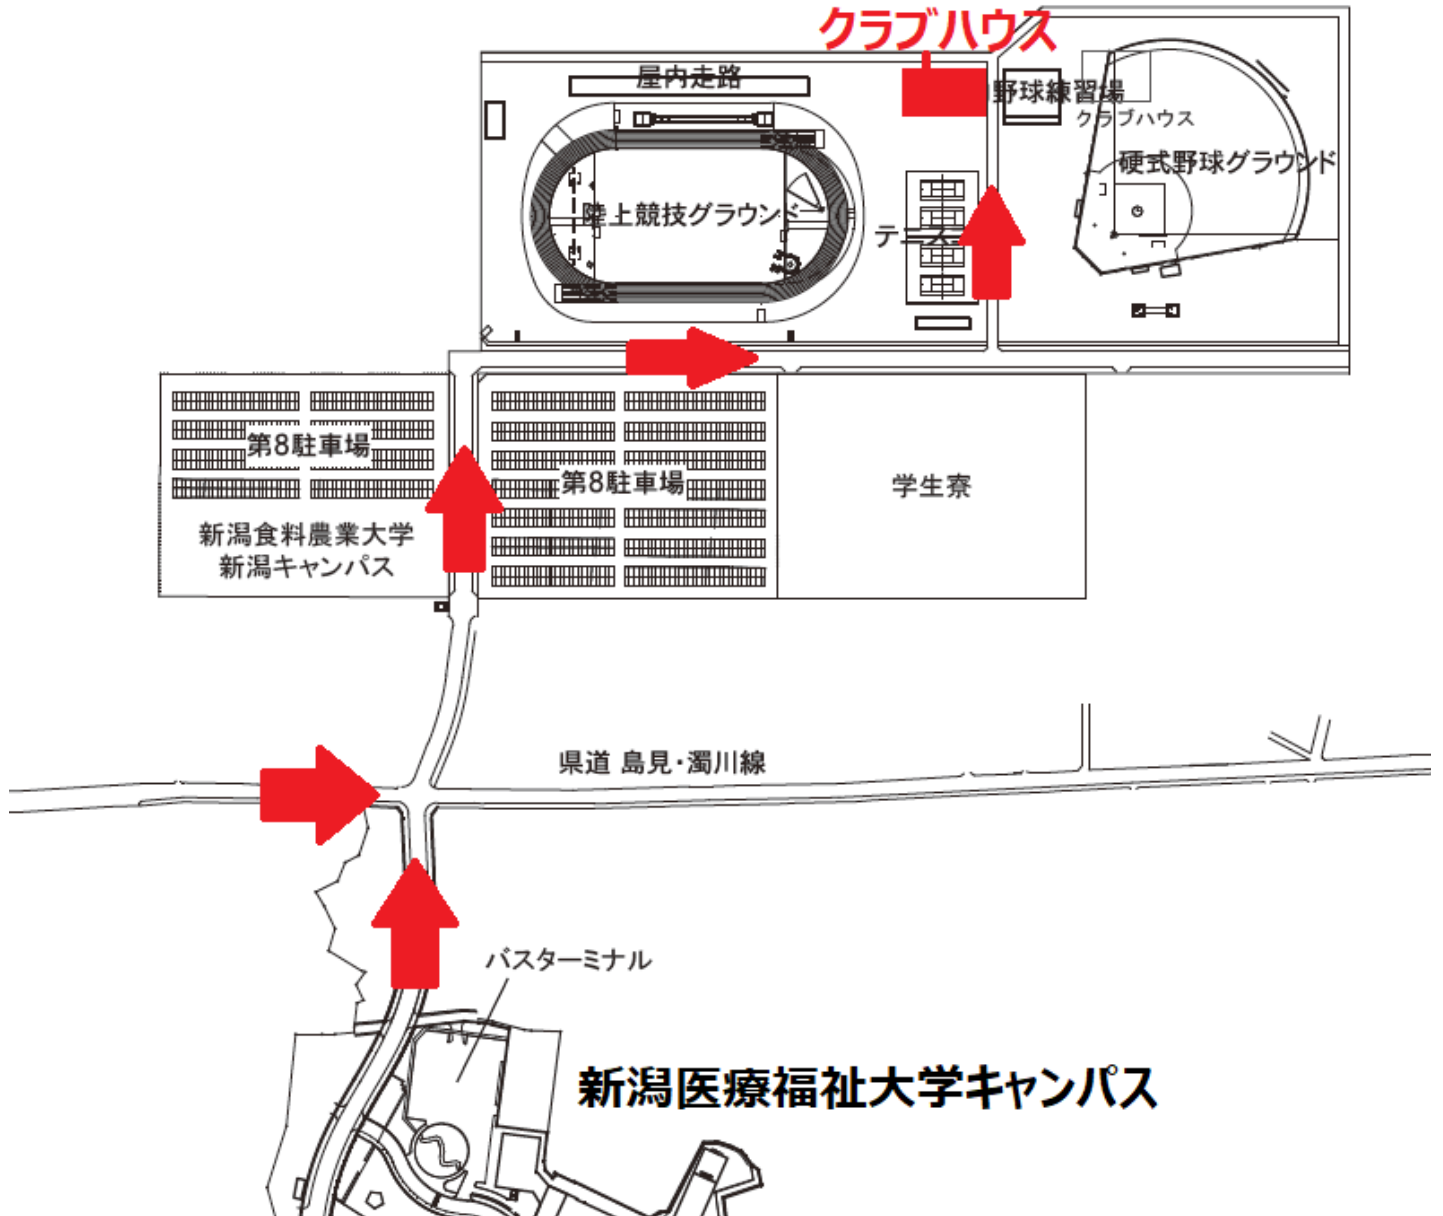 クラブハウス
屋内走路
野球練習場
クラブハウス
硬式野球グラウンド
陸上競技グラウンド
テニス
第8駐車場
第8駐車場
学生寮
新潟食料農業大学
新潟キャンパス
県道 島見・濁川線
バスターミナル
新潟医療福祉大学キャンパス